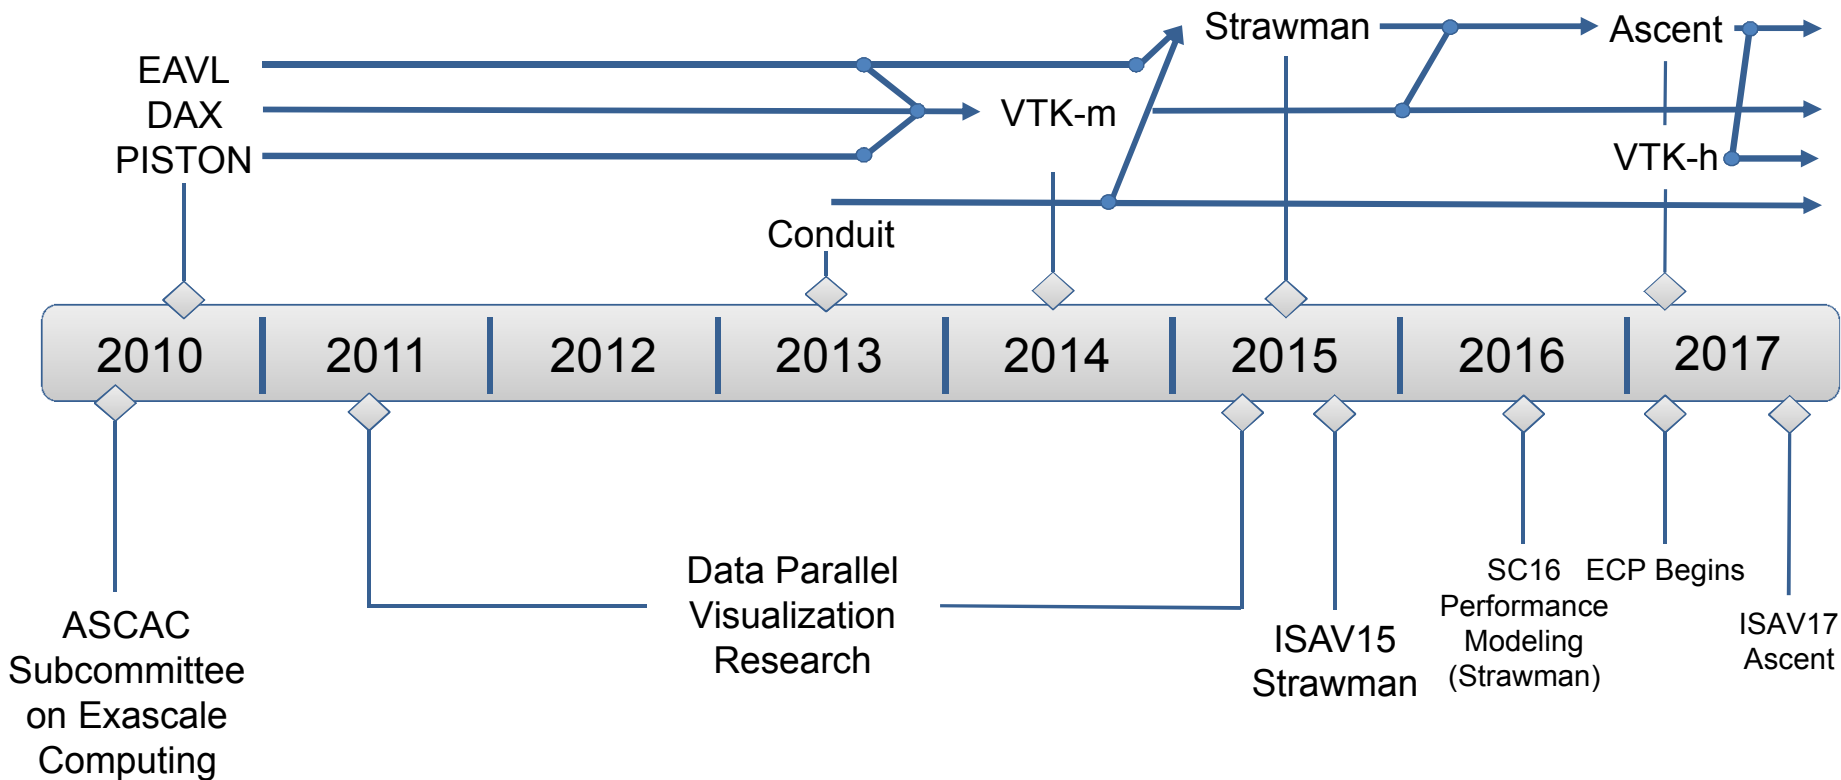 Strawman
Ascent
EAVL
DAX
PISTON
VTK-m
VTK-h
Conduit
2010
2011
2012
2013
2014
2015
2016
2017
ASCAC
Subcommittee
on Exascale
Computing
Data Parallel
Visualization
Research
ISAV15
Strawman
SC16
Performance
Modeling
(Strawman)
ECP Begins
ISAV17
Ascent